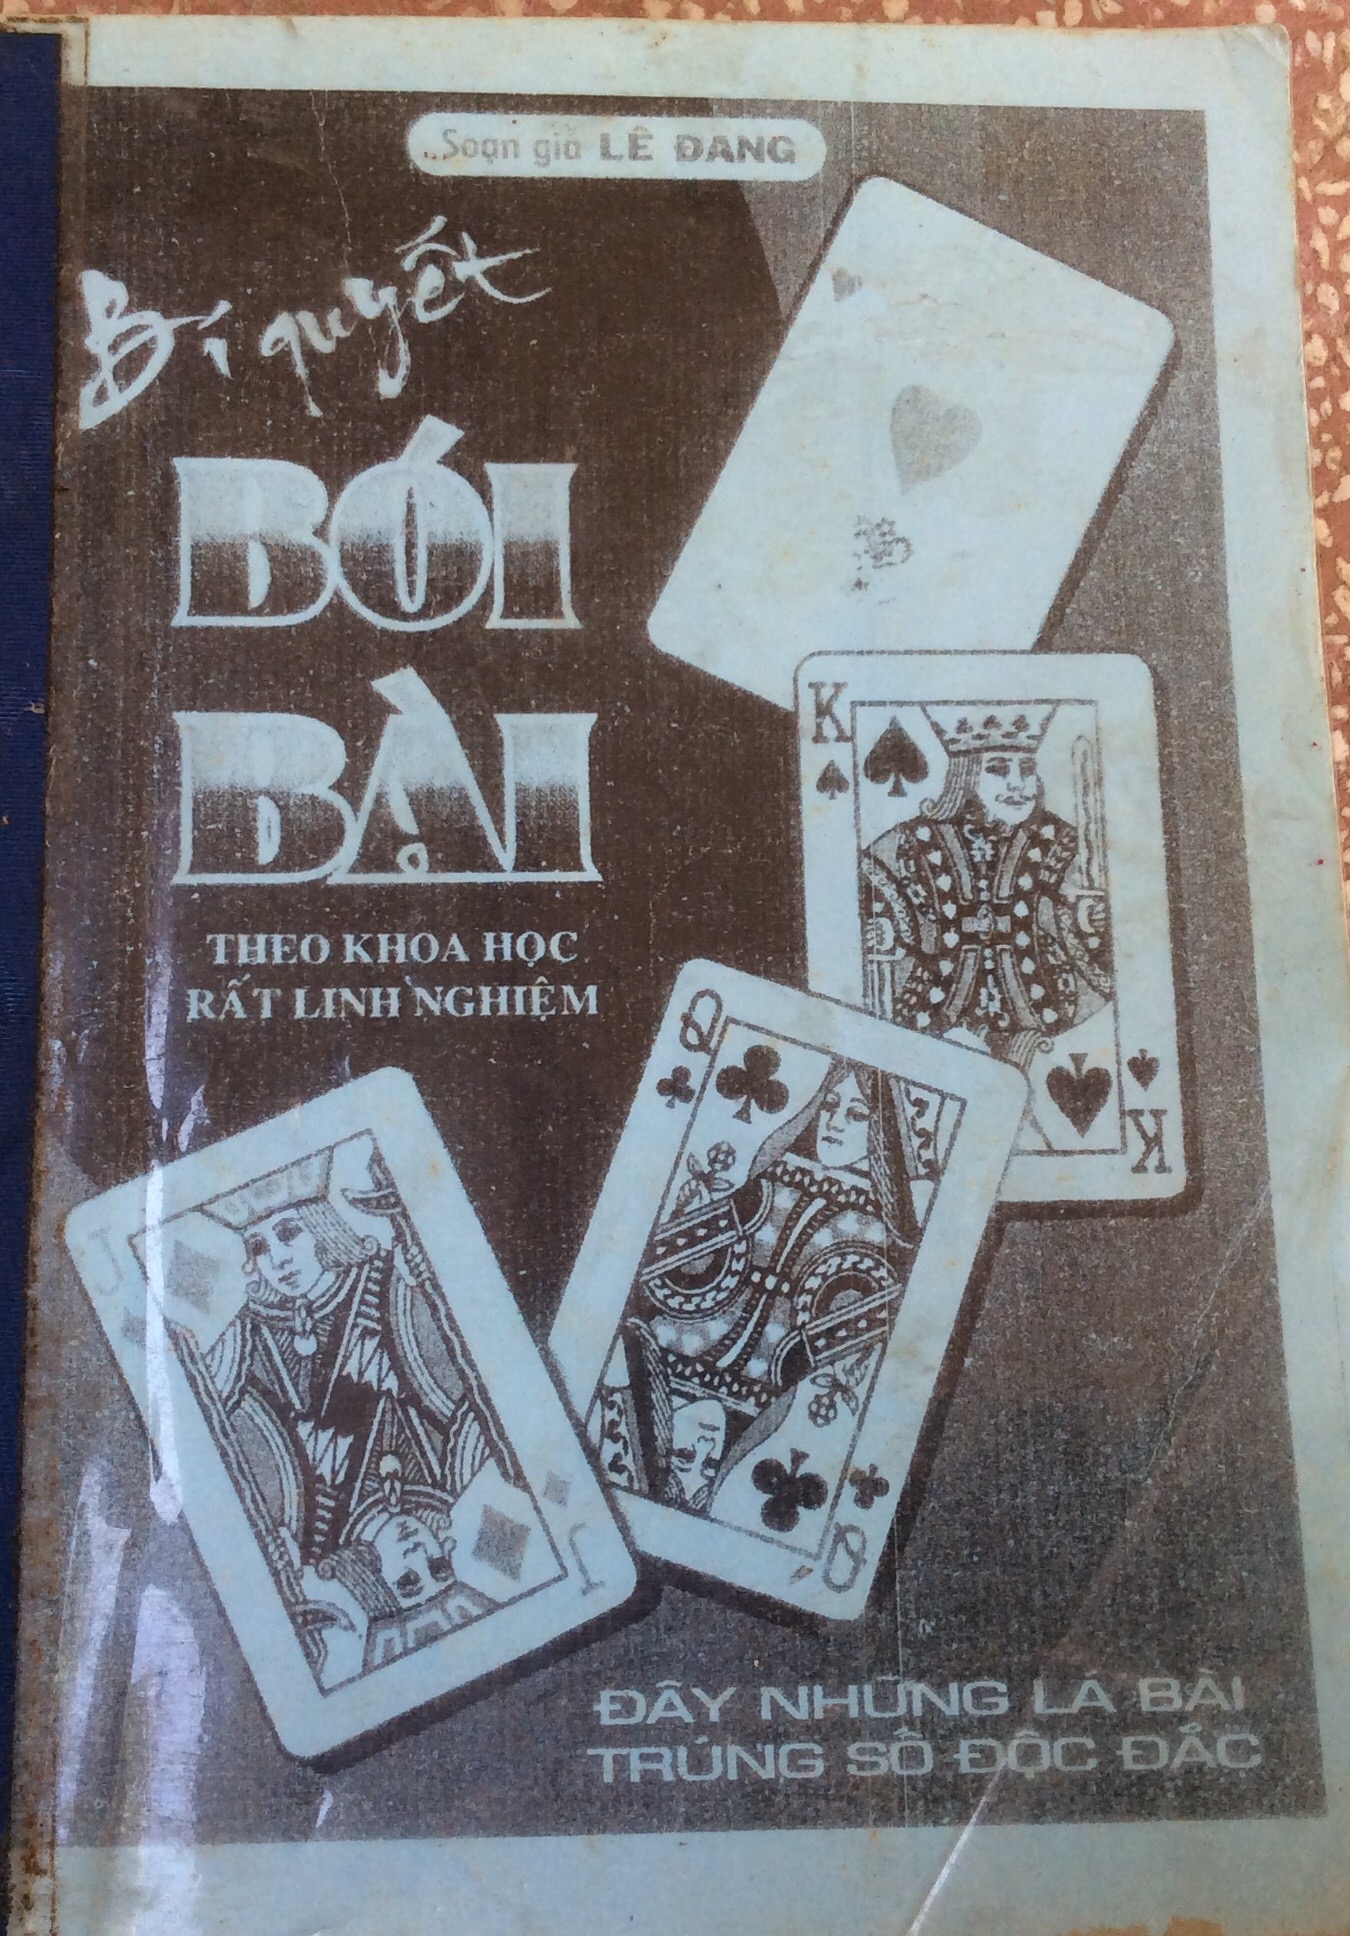 Soạn giả LÊ ĐANG
Bí quyết
BÓI
BÀI
THEO KHOA HỌC
RẤT LINH NGHIỆM
K
K
Q
Q
J
J
ĐÂY NHỮNG LÁ BÀI
TRÚNG SỐ ĐỘC ĐẮC